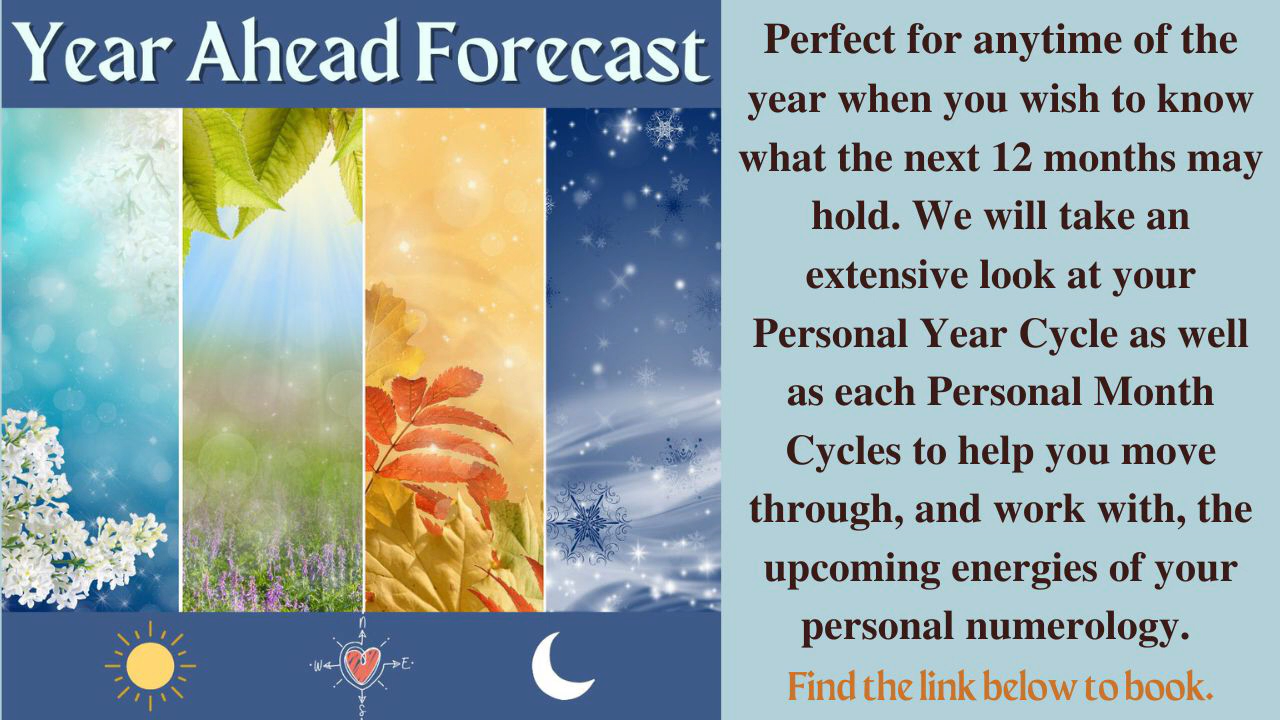 Year Ahead Forecast
Perfect for anytime of the
year when you wish to know
what the next 12 months may
hold. We will take an
extensive look at your
Personal Year Cycle as well
as each Personal Month
Cycles to help you move
through, and work with, the
upcoming energies of your
personal numerology.
Find the link below to book.
n
W E
S